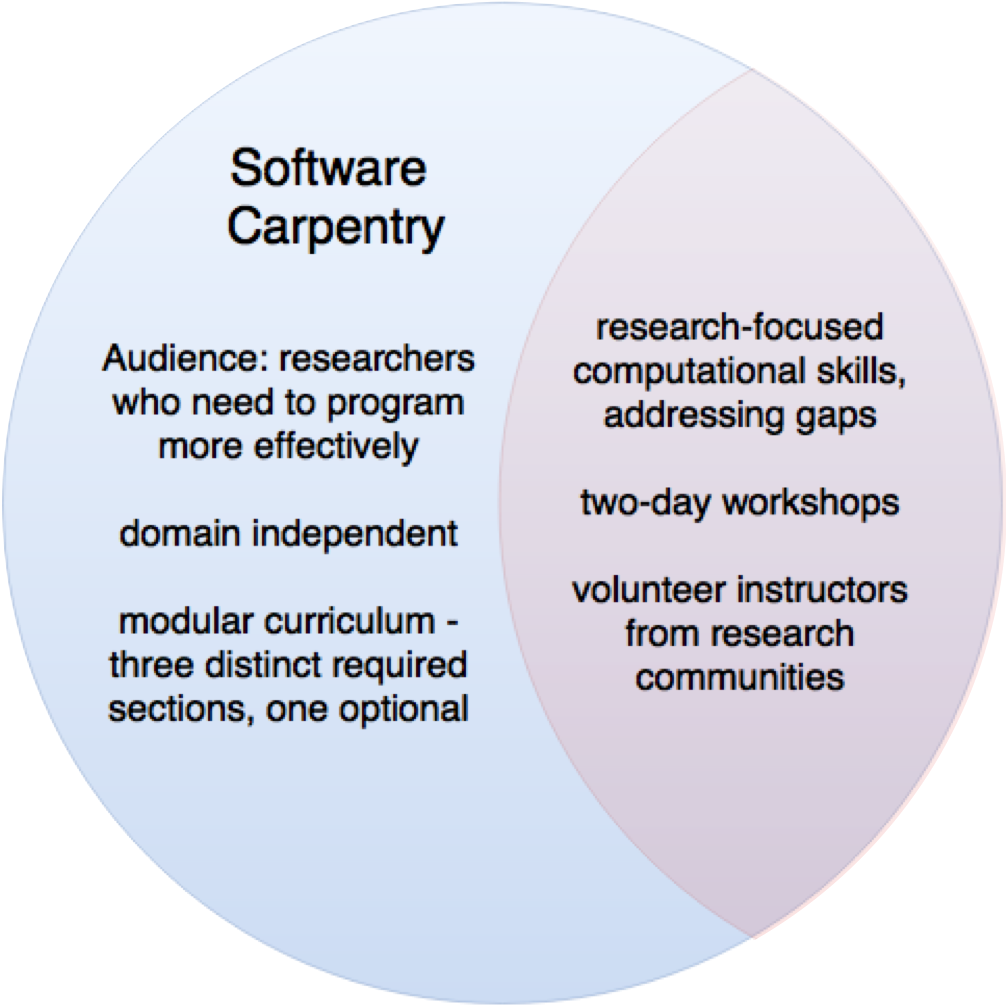 Software
Carpentry
Audience: researchers
who need to program
more effectively
domain independent
modular curriculum -
three distinct required
sections, one optional
research-focused
computational skills,
addressing gaps
two-day workshops
volunteer instructors
from research
communities